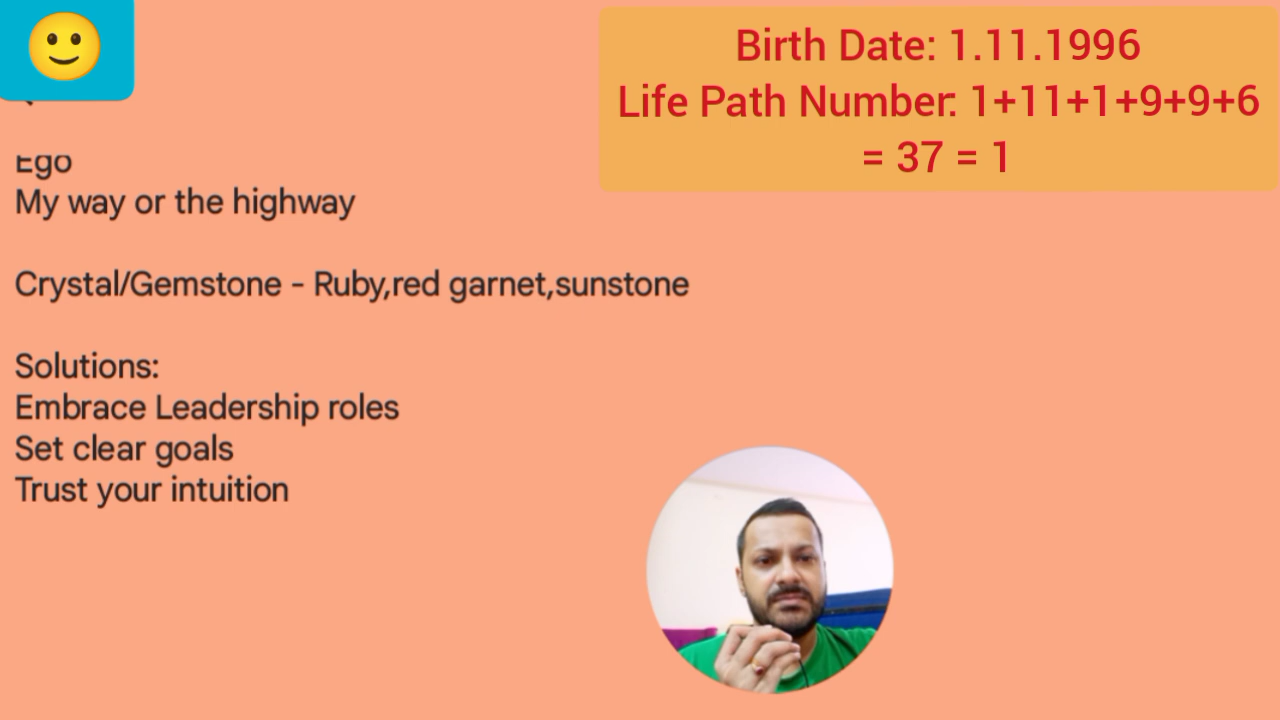 Birth Date: 1.11.1996
Life Path Number: 1+11+1+9+9+6
= 37 = 1
Ego
My way or the highway
Crystal/Gemstone - Ruby,red garnet,sunstone
Solutions:
Embrace Leadership roles
Set clear goals
Trust your intuition